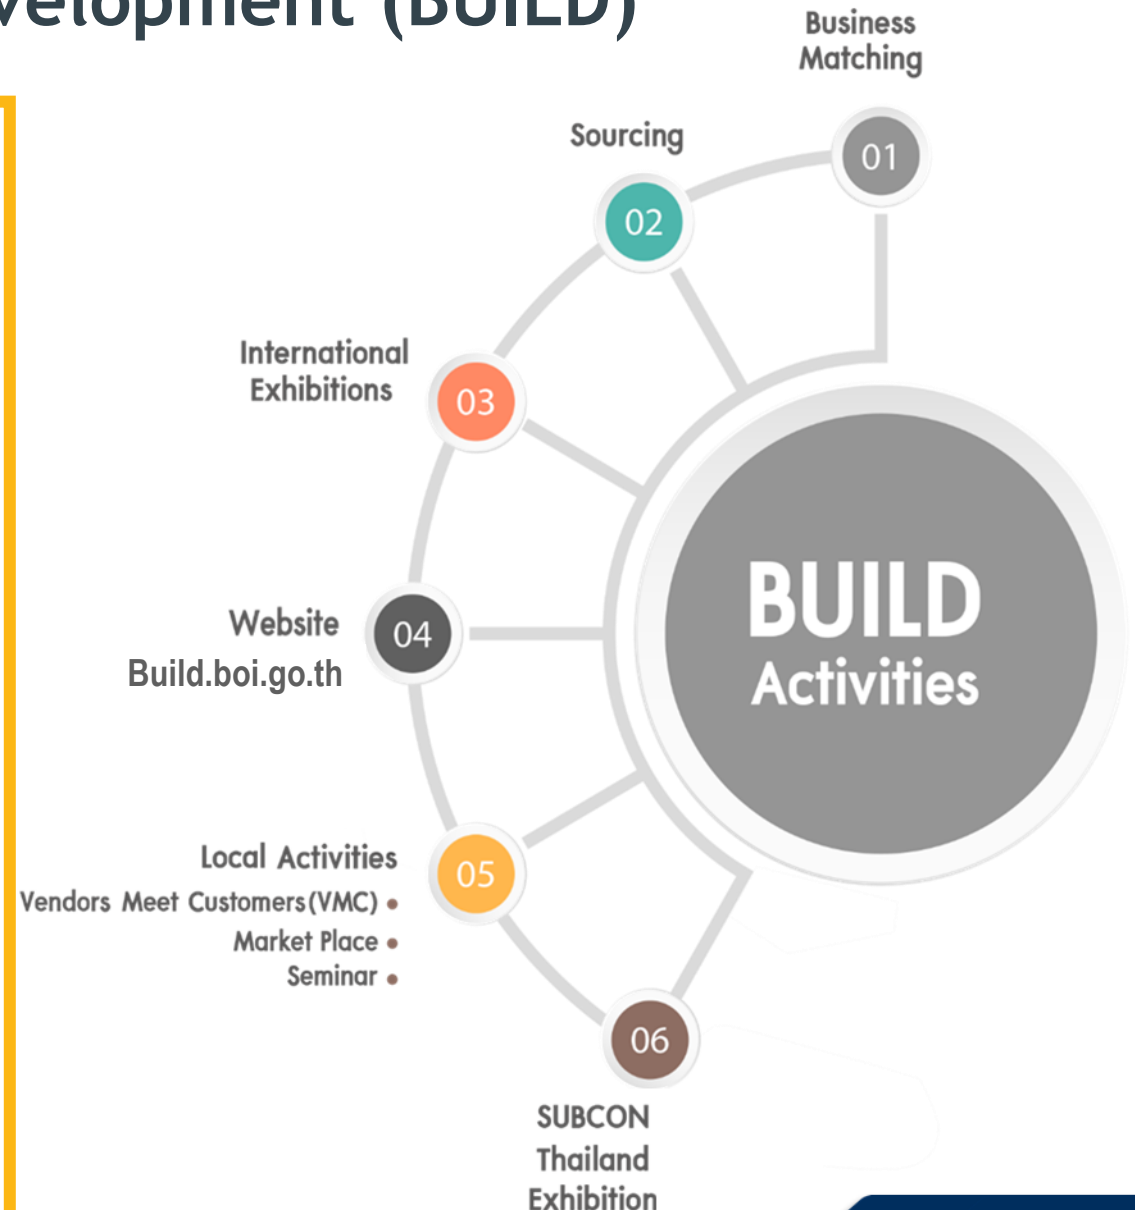 velopment (BUILD)
Business
Matching
01
Sourcing
02
International
Exhibitions
03
Website
Build.boi.go.th
04
BUILD
Activities
Local Activities
Vendors Meet Customers(VMC) •
Market Place •
Seminar •
05
06
SUBCON
Thailand
Exhibition